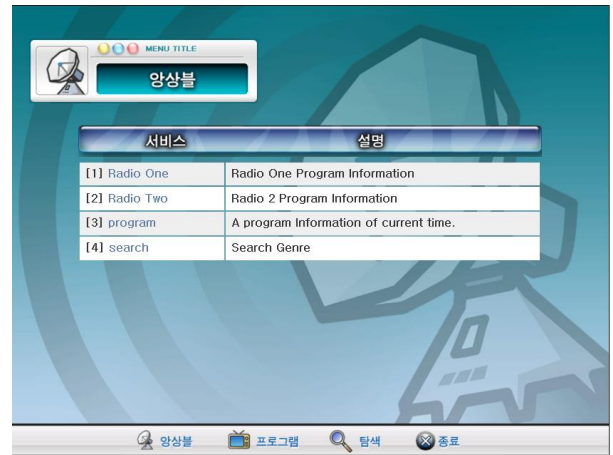 MENU TITLE
앙상블
서비스 설명
[1] Radio One Radio One Program Information
[2] Radio Two Radio 2 Program Information
[3] program A program Information of current time.
[4] search Search Genre
앙상블 프로그램 탐색 종료